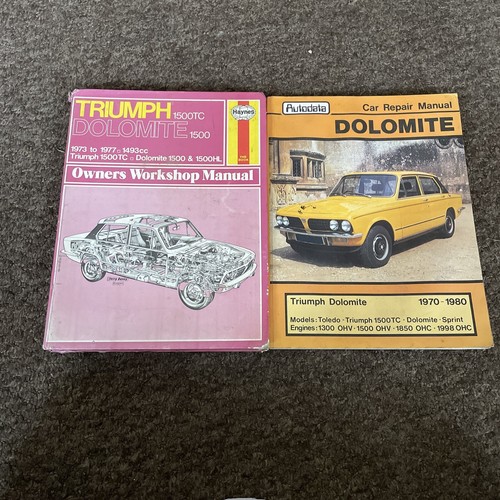 TRIUMPH 1500TC
DOLOMITE 1500
Haynes
1973 to 1977 □ 1493cc
Triumph 1500TC □ Dolomite 1500 & 1500HL
Owners Workshop Manual
Autodata
Car Repair Manual
DOLOMITE
Triumph Dolomite 1970-1980
Models: Toledo · Triumph 1500TC · Dolomite · Sprint
Engines: 1300 OHV · 1500 OHV · 1850 OHC · 1998 OHC